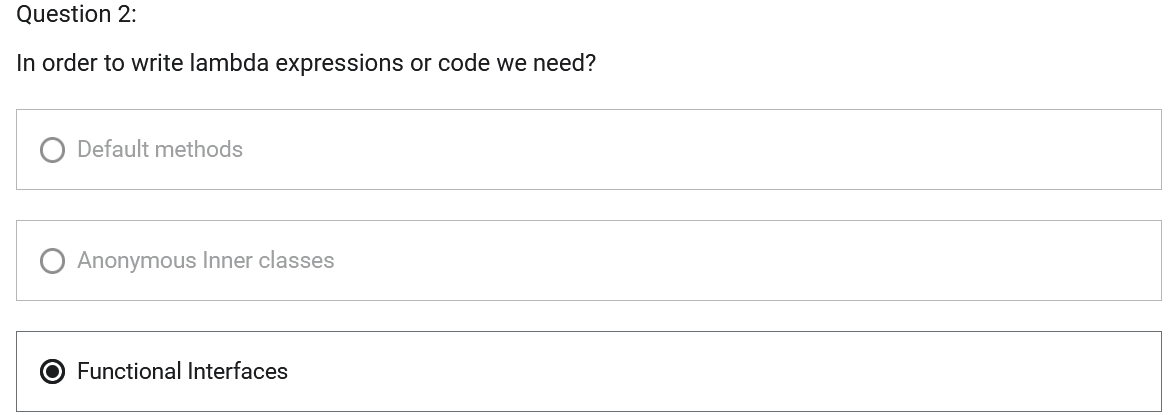 Question 2:
In order to write lambda expressions or code we need?
Default methods
Anonymous Inner classes
Functional Interfaces